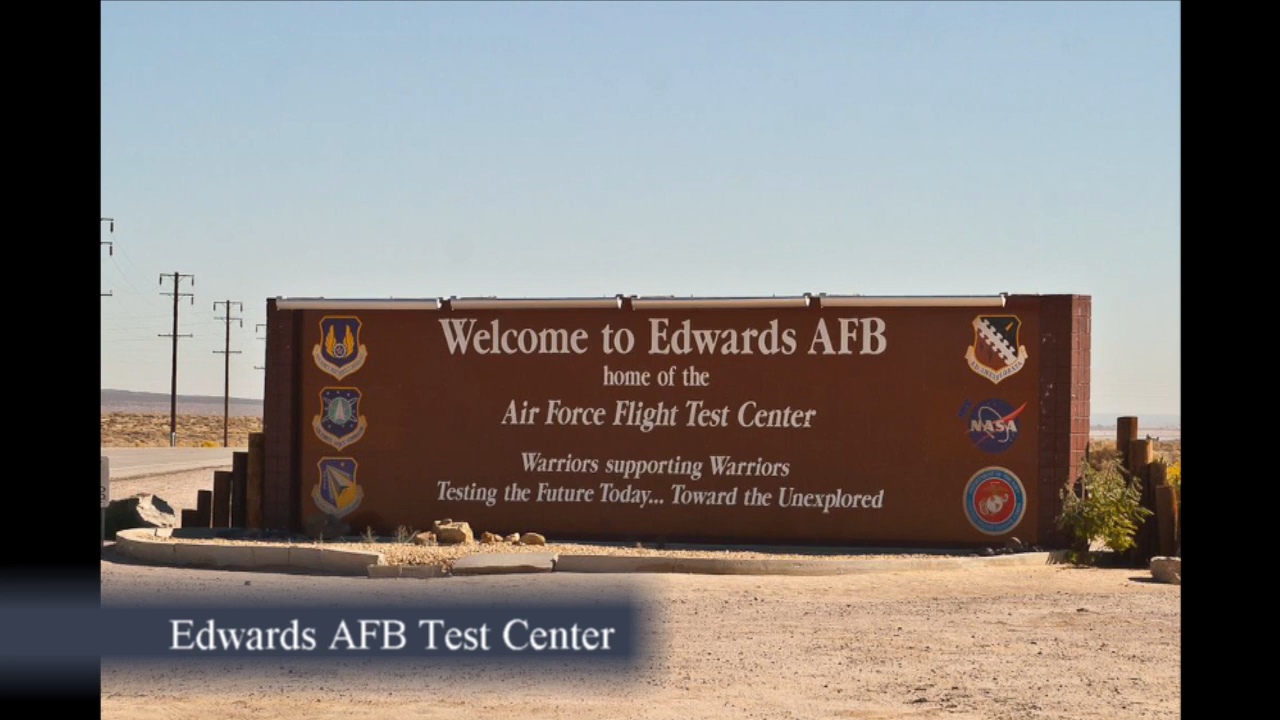 Welcome to Edwards AFB
home of the
Air Force Flight Test Center
Warriors supporting Warriors
Testing the Future Today... Toward the Unexplored
NASA
Edwards AFB Test Center